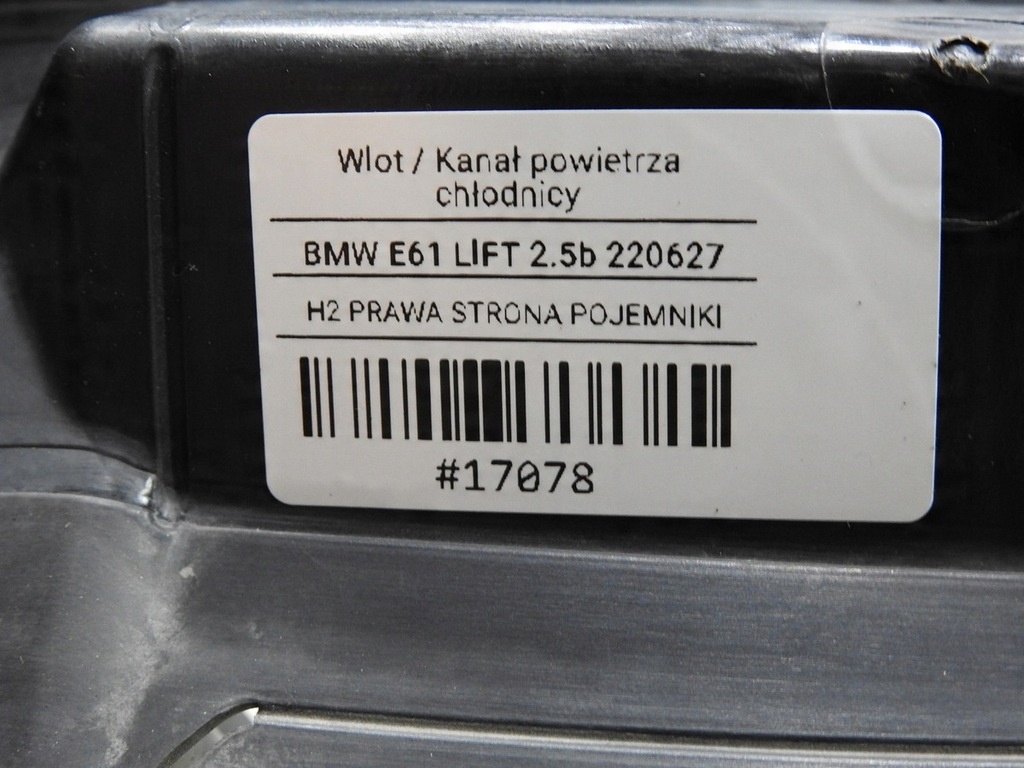 Wlot / Kanał powietrza
chłodnicy
BMW E61 LIFT 2.5b 220627
H2 PRAWA STRONA POJEMNIKI
#17078